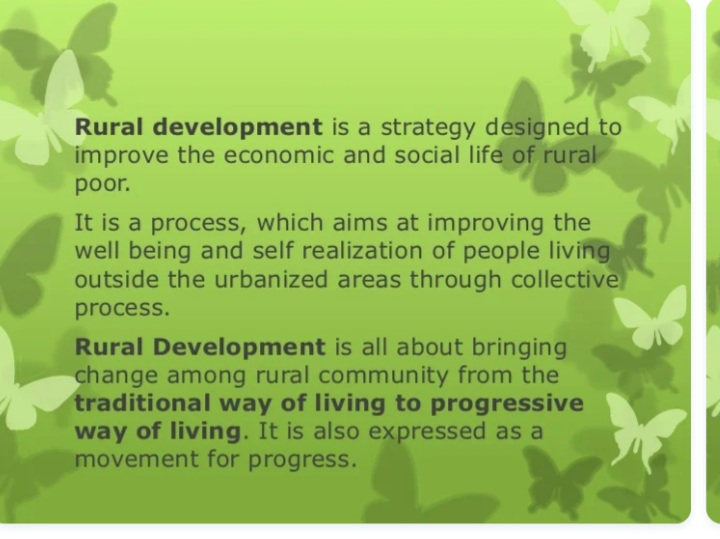 Rural development is a strategy designed to
improve the economic and social life of rural
poor.
It is a process, which aims at improving the
well being and self realization of people living
outside the urbanized areas through collective
process.
Rural Development is all about bringing
change among rural community from the
traditional way of living to progressive
way of living. It is also expressed as a
movement for progress.